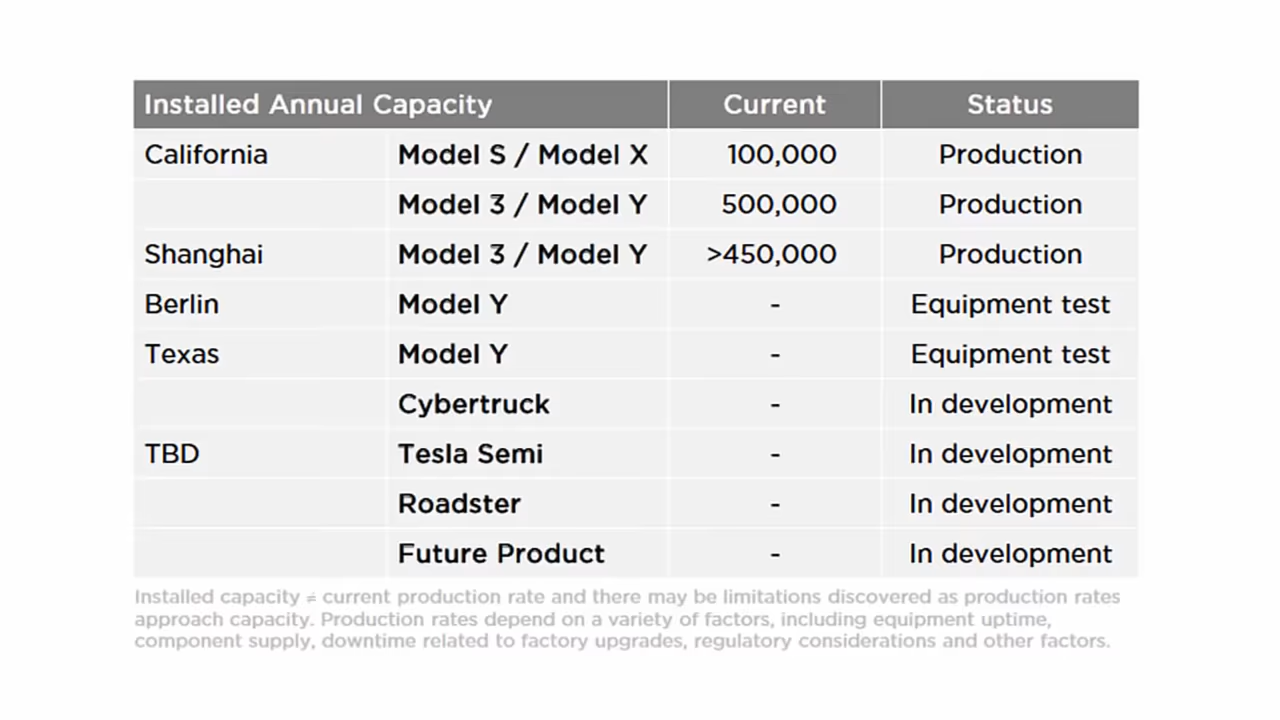 Installed Annual Capacity Current Status
California Model S / Model X 100,000 Production
Model 3 / Model Y 500,000 Production
Shanghai Model 3 / Model Y >450,000 Production
Berlin Model Y - Equipment test
Texas Model Y - Equipment test
Cybertruck - In development
TBD Tesla Semi - In development
Roadster - In development
Future Product - In development
Installed capacity ≠ current production rate and there may be limitations discovered as production rates
approach capacity. Production rates depend on a variety of factors, including equipment uptime,
component supply, downtime related to factory upgrades, regulatory considerations and other factors.